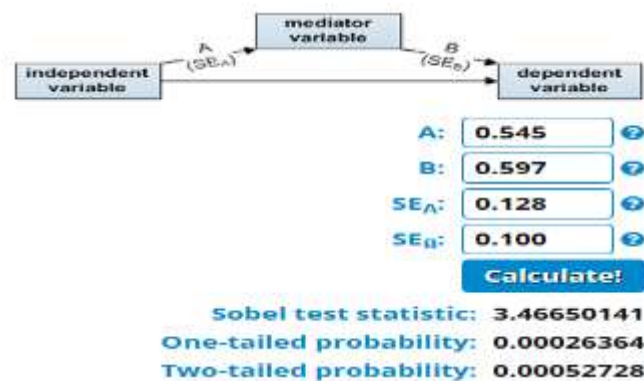 mediator
variable
A
(SEA)
B
(SEB)
independent
variable
dependent
variable
A: 0.545
B: 0.597
SEA: 0.128
SEB: 0.100
Calculate!
Sobel test statistic: 3.46650141
One-tailed probability: 0.00026364
Two-tailed probability: 0.00052728